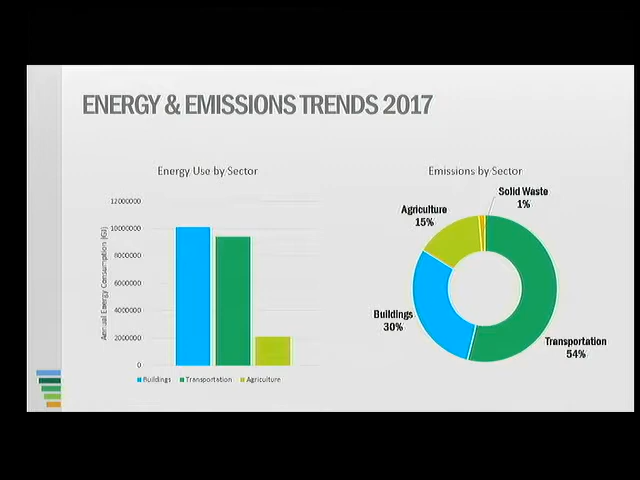 ENERGY & EMISSIONS TRENDS 2017
Energy Use by Sector
12000000
10000000
8000000
6000000
4000000
2000000
0
Annual Energy Consumption (GJ)
Buildings
Transportation
Agriculture
Emissions by Sector
Solid Waste
1%
Agriculture
15%
Buildings
30%
Transportation
54%